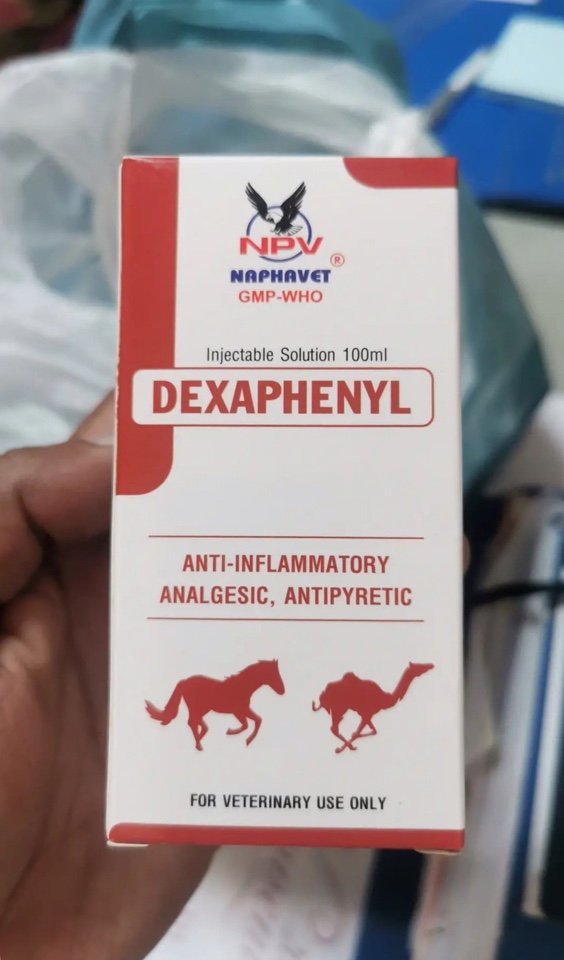 NPV
®
NAPHAVET
GMP-WHO
Injectable Solution 100ml
DEXAPHENYL
ANTI-INFLAMMATORY
ANALGESIC, ANTIPYRETIC
FOR VETERINARY USE ONLY